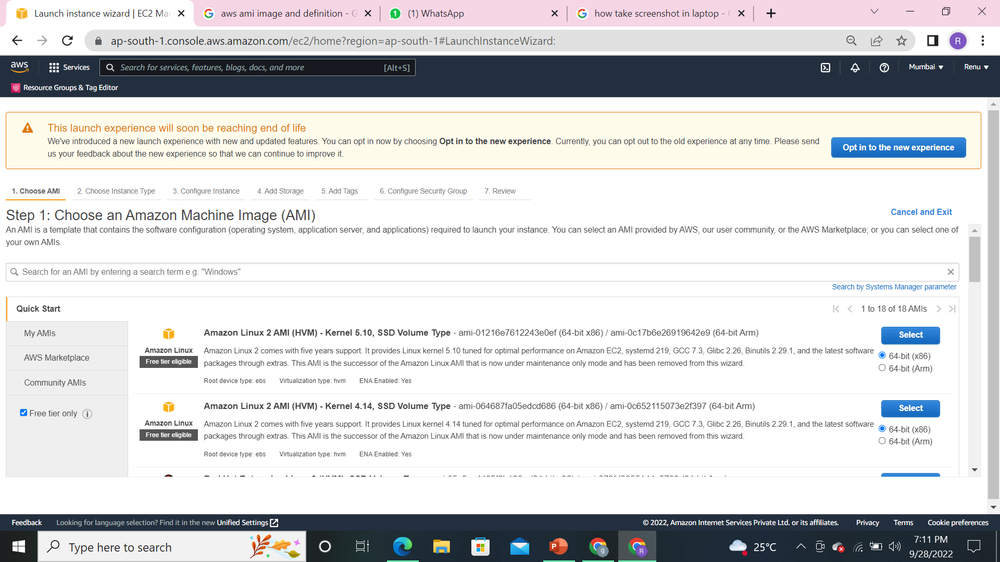 Launch instance wizard | EC2 Ma
aws ami image and definition - G
(1) WhatsApp
how take screenshot in laptop -
ap-south-1.console.aws.amazon.com/ec2/home?region=ap-south-1#LaunchInstanceWizard:
R
aws
Services
Search for services, features, blogs, docs, and more
[Alt+S]
Mumbai
Renu
Resource Groups & Tag Editor
This launch experience will soon be reaching end of life
We've introduced a new launch experience with new and updated features. You can opt in now by choosing Opt in to the new experience. Currently, you can opt out to the old experience at any time. Please send
us your feedback about the new experience so that we can continue to improve it.
Opt in to the new experience
1. Choose AMI
2. Choose Instance Type
3. Configure Instance
4. Add Storage
5. Add Tags
6. Configure Security Group
7. Review
Step 1: Choose an Amazon Machine Image (AMI)
Cancel and Exit
An AMI is a template that contains the software configuration (operating system, application server, and applications) required to launch your instance. You can select an AMI provided by AWS, our user community, or the AWS Marketplace; or you can select one of
your own AMIs.
Search for an AMI by entering a search term e.g. "Windows"
Search by Systems Manager parameter
Quick Start
1 to 18 of 18 AMIs
My AMIs
AWS Marketplace
Community AMIs
Free tier only
Amazon Linux
Free tier eligible
Amazon Linux 2 AMI (HVM) - Kernel 5.10, SSD Volume Type - ami-01216e7612243e0ef (64-bit x86) / ami-0c17b6e26919642e9 (64-bit Arm)
Amazon Linux 2 comes with five years support. It provides Linux kernel 5.10 tuned for optimal performance on Amazon EC2, systemd 219, GCC 7.3, Glibc 2.26, Binutils 2.29.1, and the latest software
packages through extras. This AMI is the successor of the Amazon Linux AMI that is now under maintenance only mode and has been removed from this wizard.
Root device type: ebs
Virtualization type: hvm
ENA Enabled: Yes
Select
64-bit (x86)
64-bit (Arm)
Amazon Linux
Free tier eligible
Amazon Linux 2 AMI (HVM) - Kernel 4.14, SSD Volume Type - ami-064687fa05edcd686 (64-bit x86) / ami-0c652115073e2f397 (64-bit Arm)
Amazon Linux 2 comes with five years support. It provides Linux kernel 4.14 tuned for optimal performance on Amazon EC2, systemd 219, GCC 7.3, Glibc 2.26, Binutils 2.29.1, and the latest software
packages through extras. This AMI is the successor of the Amazon Linux AMI that is now under maintenance only mode and has been removed from this wizard.
Root device type: ebs
Virtualization type: hvm
ENA Enabled: Yes
Select
64-bit (x86)
64-bit (Arm)
Feedback
Looking for language selection? Find it in the new Unified Settings
© 2022, Amazon Internet Services Private Ltd. or its affiliates.
Privacy
Terms
Cookie preferences
Type here to search
P
g
R
25°C
7:11 PM
9/28/2022